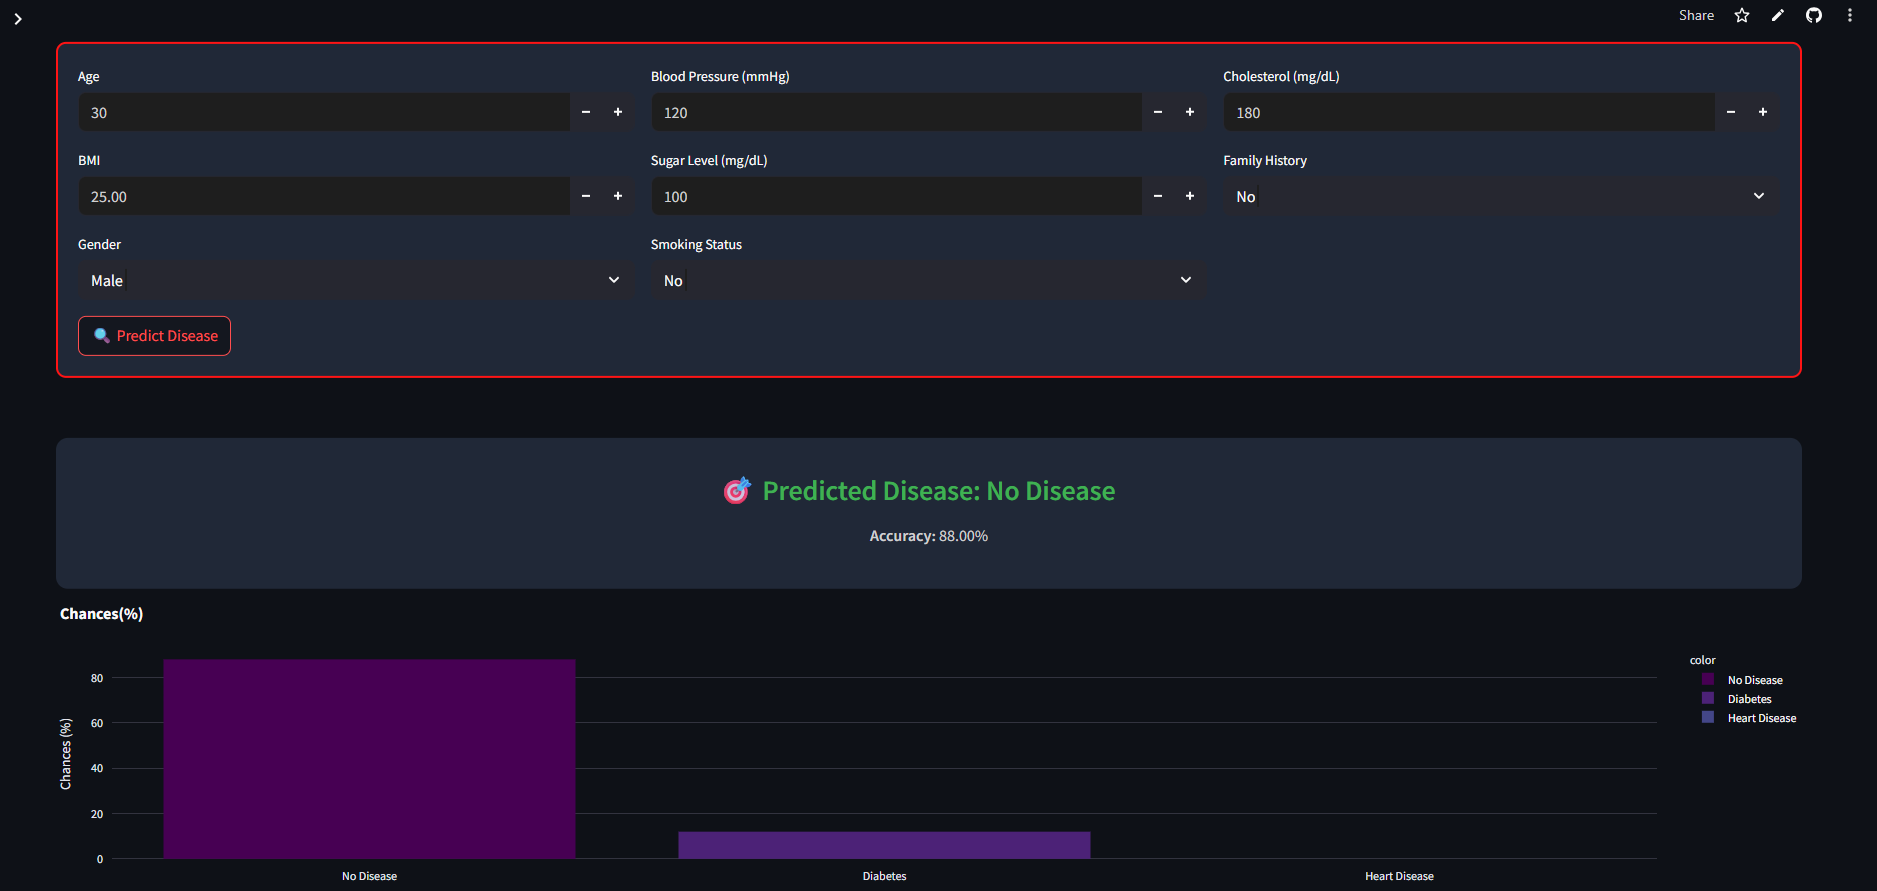 Share
Age
Blood Pressure (mmHg)
Cholesterol (mg/dL)
30
120
180
BMI
Sugar Level (mg/dL)
Family History
25.00
100
No
Gender
Smoking Status
Male
No
🔍 Predict Disease
🎯 Predicted Disease: No Disease
Accuracy: 88.00%
Chances(%)
color
No Disease
Diabetes
Heart Disease
Chances (%)
80
60
40
20
0
No Disease
Diabetes
Heart Disease